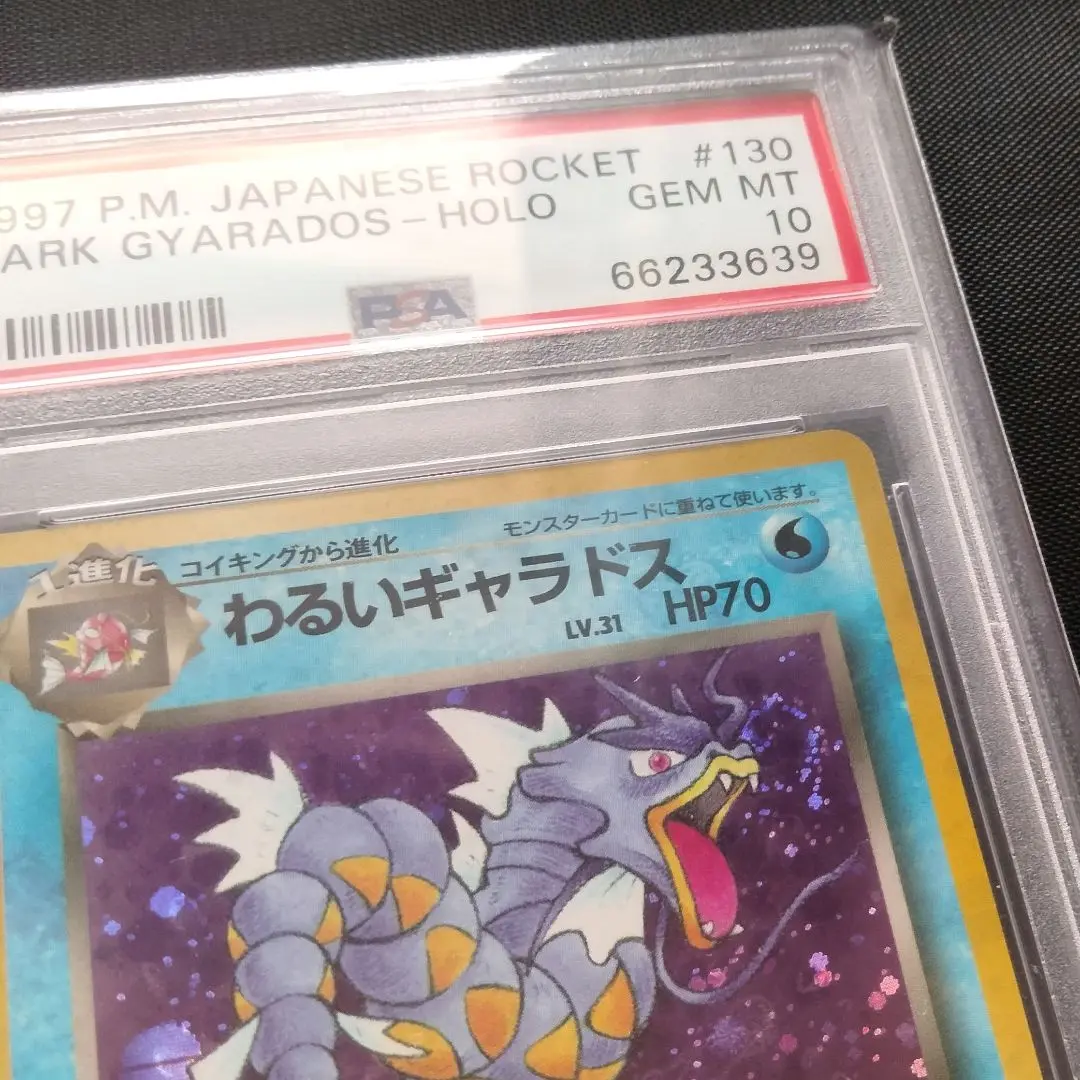 997 P.M. JAPANESE ROCKET #130
ARK GYARADOS - HOLO GEM MT
10
66233639
PSA
モンスターカードに重ねて使います。
1進化 コイキングから進化
わるいギャラドス
LV.31 HP70